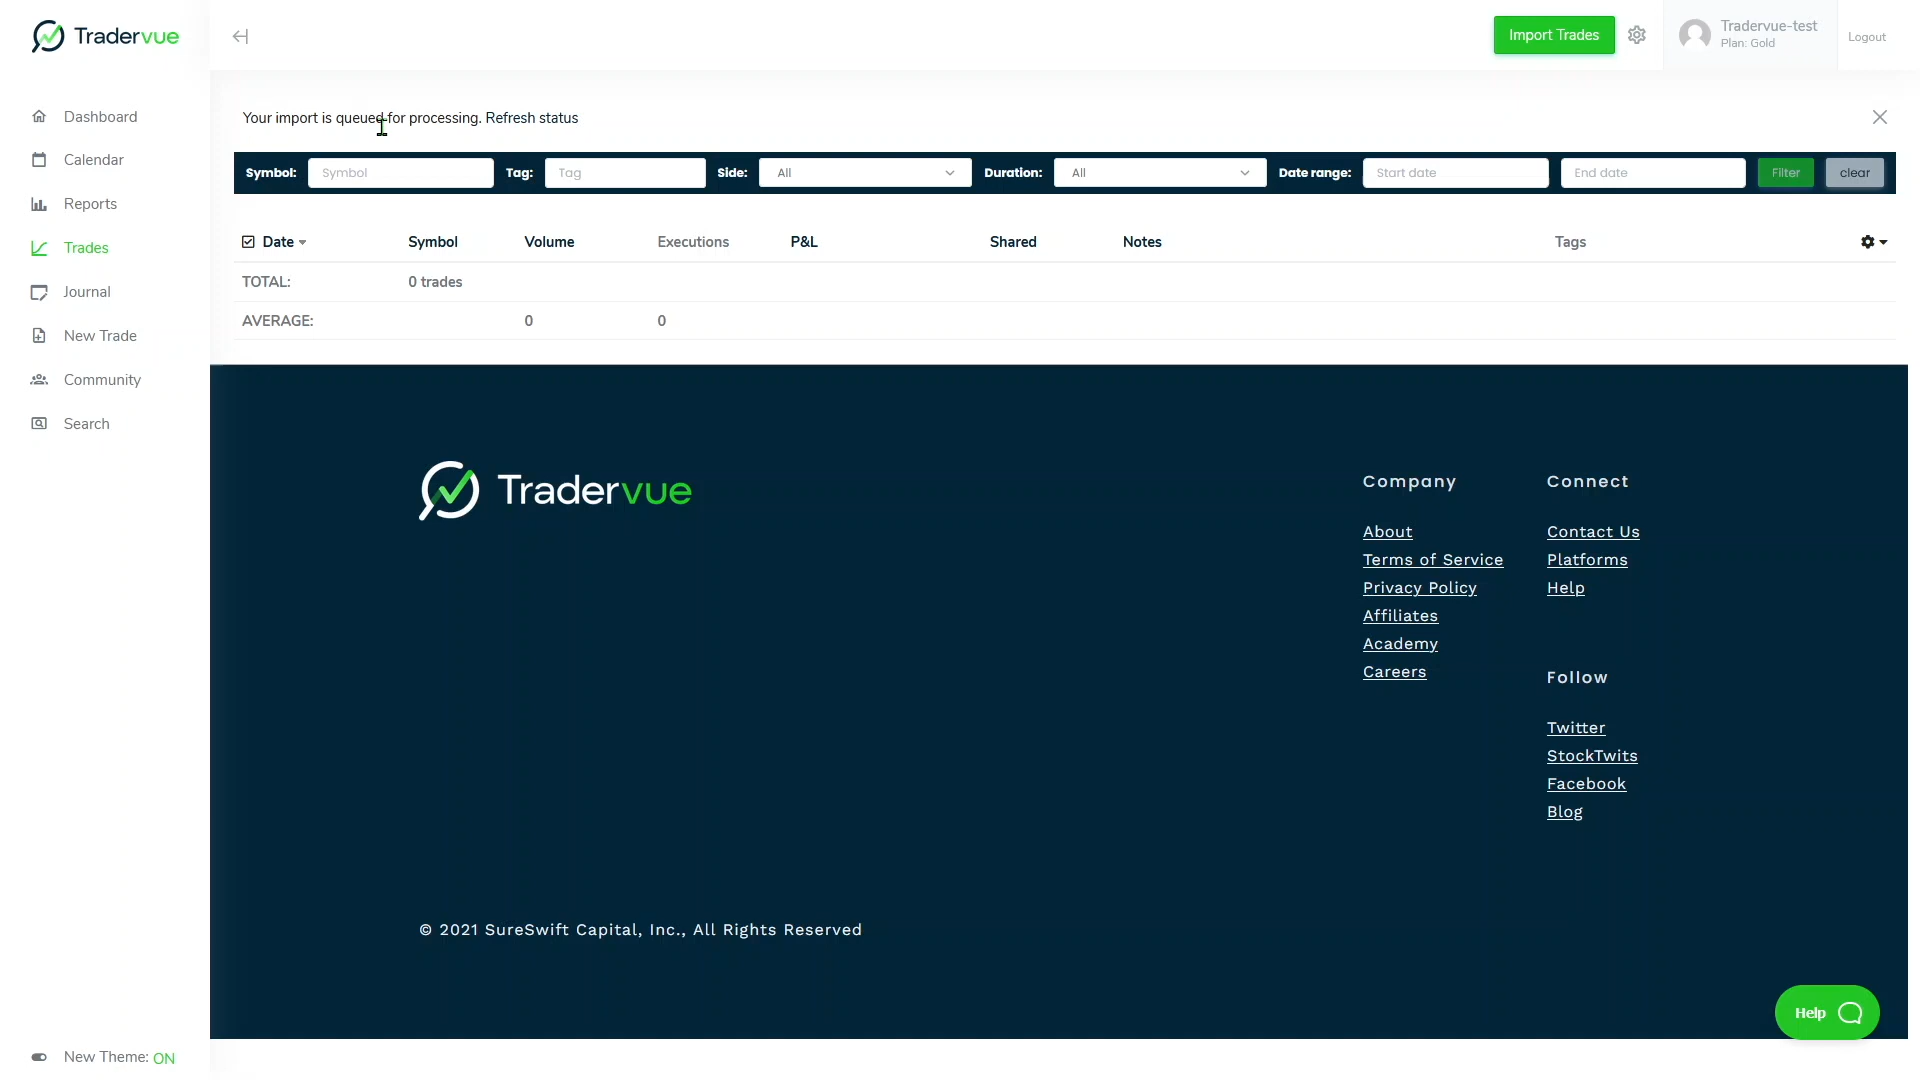 Tradervue
Import Trades
Tradervue-test
Plan: Gold
Logout
Dashboard
Calendar
Reports
Trades
Journal
New Trade
Community
Search
New Theme: ON
Your import is queued for processing. Refresh status
Symbol: Symbol Tag: Tag Side: All Duration: All Date range: Start date End date Filter clear
Date Symbol Volume Executions P&L Shared Notes Tags
TOTAL: 0 trades
AVERAGE: 0 0
Tradervue
Company
About
Terms of Service
Privacy Policy
Affiliates
Academy
Careers
Connect
Contact Us
Platforms
Help
Follow
Twitter
StockTwits
Facebook
Blog
© 2021 SureSwift Capital, Inc., All Rights Reserved
Help